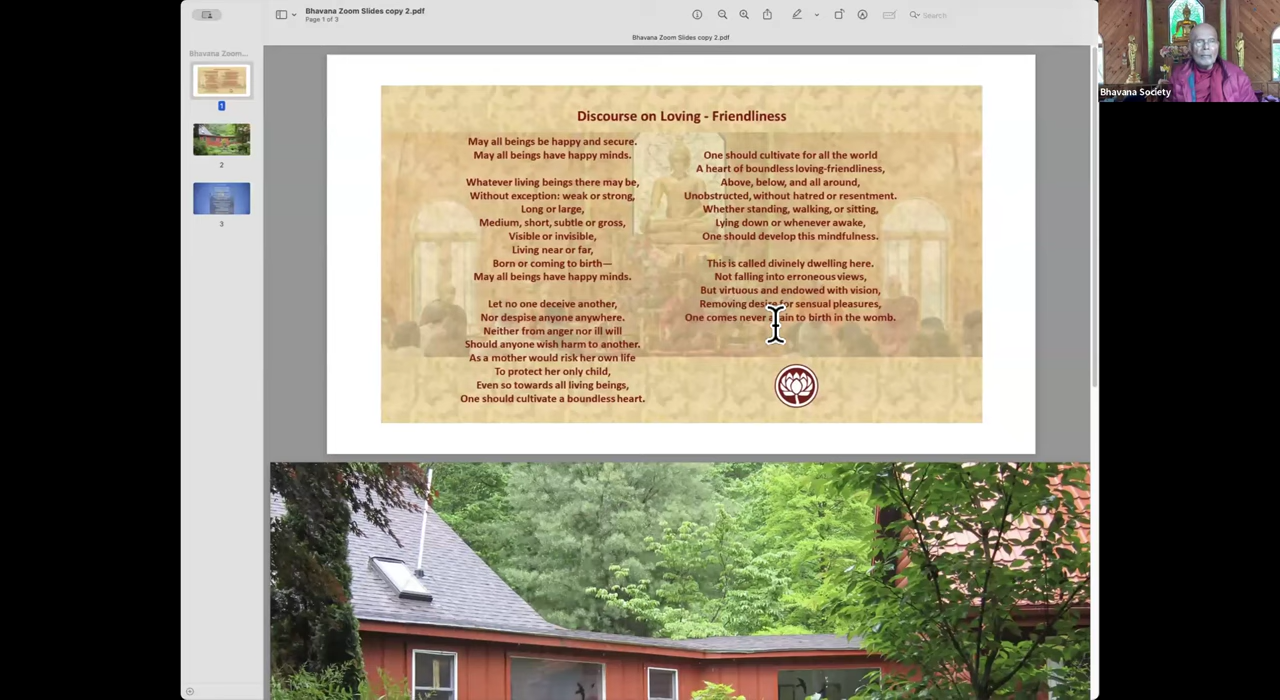 Bhavana Zoom Slides copy 2.pdf
Page 1 of 3
Search
Bhavana Zoom...
Bhavana Zoom Slides copy 2.pdf
1
2
3
Bhavana Society
Discourse on Loving - Friendliness
May all beings be happy and secure.
May all beings have happy minds.
Whatever living beings there may be,
Without exception: weak or strong,
Long or large,
Medium, short, subtle or gross,
Visible or invisible,
Living near or far,
Born or coming to birth—
May all beings have happy minds.
Let no one deceive another,
Nor despise anyone anywhere.
Neither from anger nor ill will
Should anyone wish harm to another.
As a mother would risk her own life
To protect her only child,
Even so towards all living beings,
One should cultivate a boundless heart.
One should cultivate for all the world
A heart of boundless loving-friendliness,
Above, below, and all around,
Unobstructed, without hatred or resentment.
Whether standing, walking, or sitting,
Lying down or whenever awake,
One should develop this mindfulness.
This is called divinely dwelling here.
Not falling into erroneous views,
But virtuous and endowed with vision,
Removing desire for sensual pleasures,
One comes never again to birth in the womb.